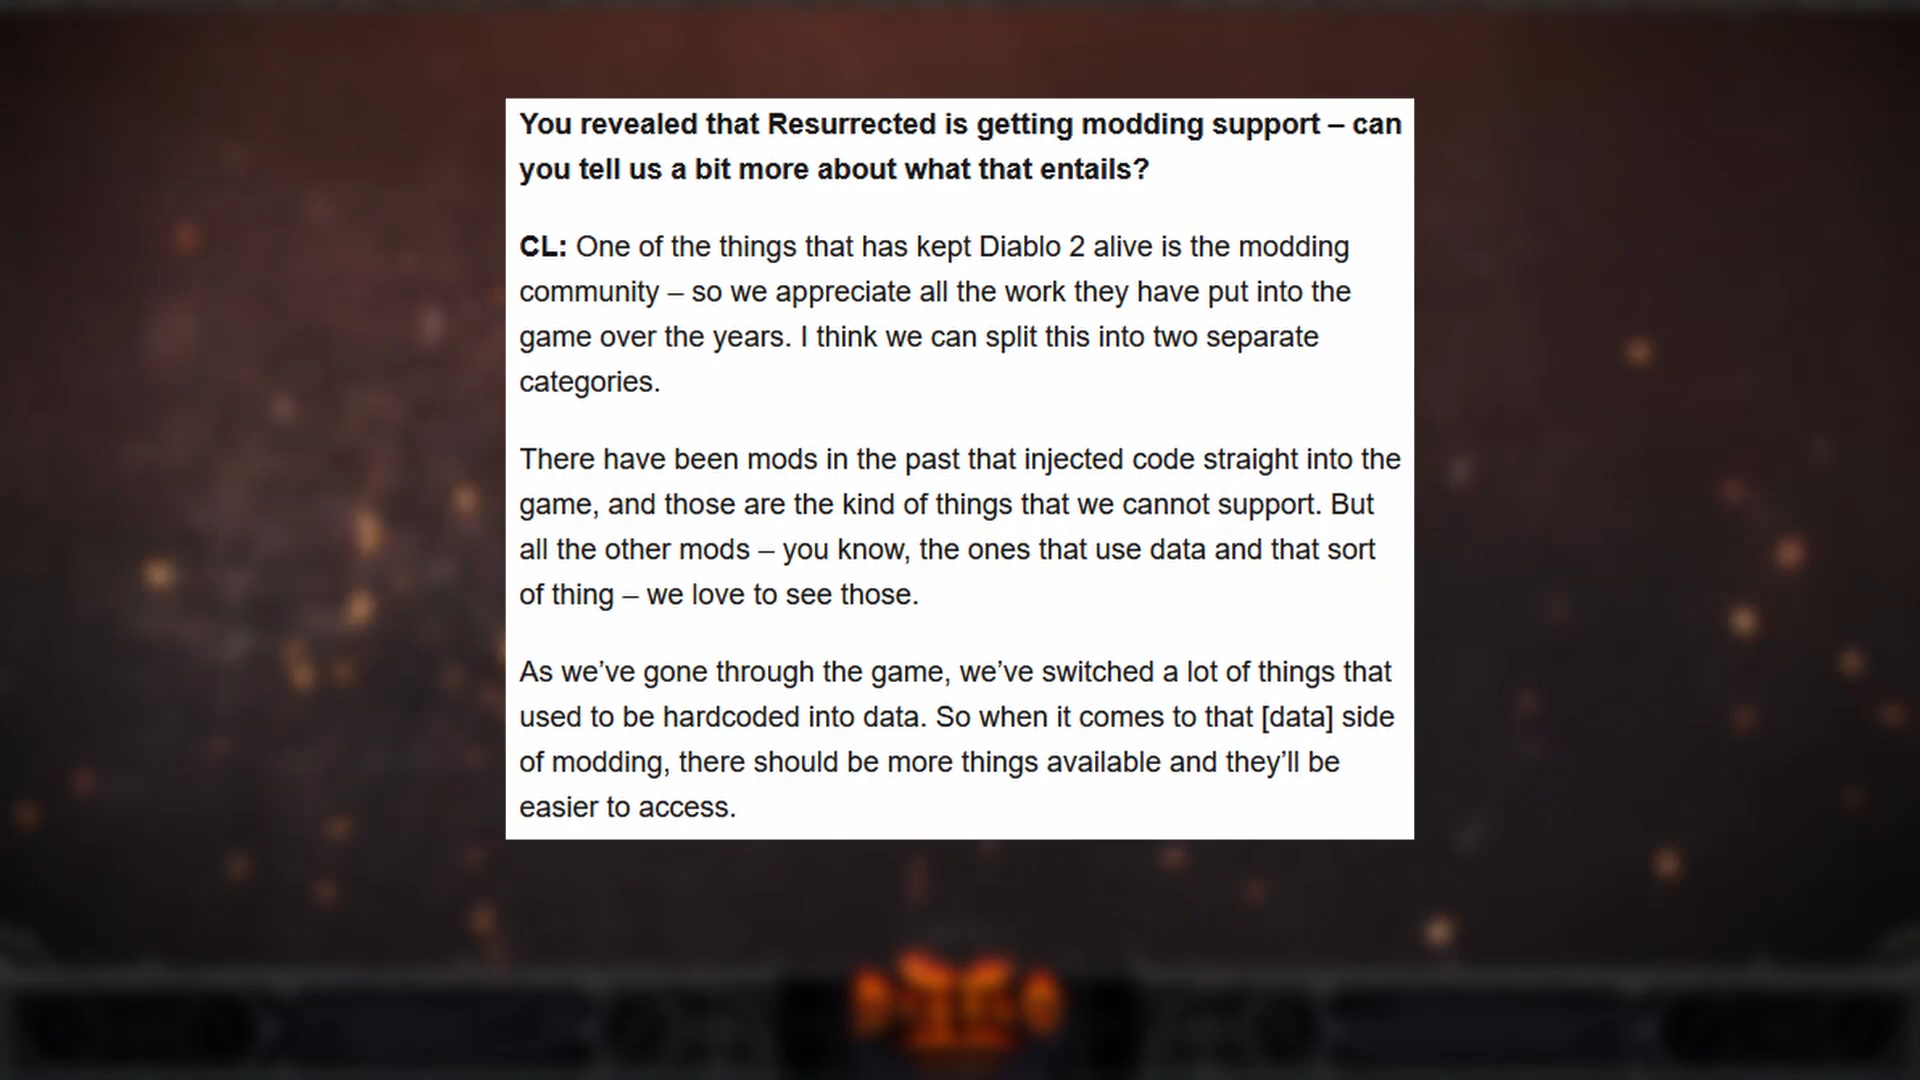 You revealed that Resurrected is getting modding support – can
you tell us a bit more about what that entails?
CL: One of the things that has kept Diablo 2 alive is the modding
community – so we appreciate all the work they have put into the
game over the years. I think we can split this into two separate
categories.
There have been mods in the past that injected code straight into the
game, and those are the kind of things that we cannot support. But
all the other mods – you know, the ones that use data and that sort
of thing – we love to see those.
As we’ve gone through the game, we’ve switched a lot of things that
used to be hardcoded into data. So when it comes to that [data] side
of modding, there should be more things available and they’ll be
easier to access.